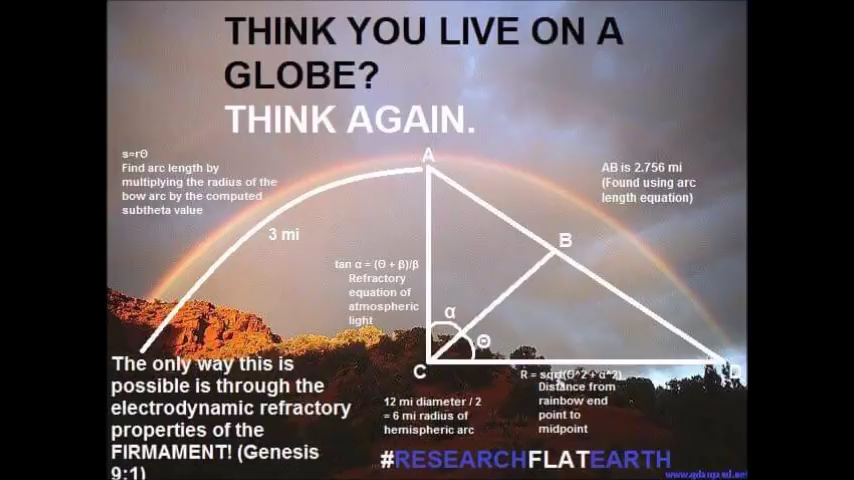 THINK YOU LIVE ON A
GLOBE?
THINK AGAIN.
s=rΘ
Find arc length by
multiplying the radius of the
bow arc by the computed
subtheta value
A
AB is 2.756 mi
(Found using arc
length equation)
3 mi
B
tan α = (Θ + β)/β
Refractory
equation of
atmospheric
light
α
Θ
C
D
The only way this is
possible is through the
electrodynamic refractory
properties of the
FIRMAMENT! (Genesis
9:1)
12 mi diameter / 2
= 6 mi radius of
hemispheric arc
R = sqrt(Θ^2 + α^2)
Distance from
rainbow end
point to
midpoint
#RESEARCHFLATEARTH